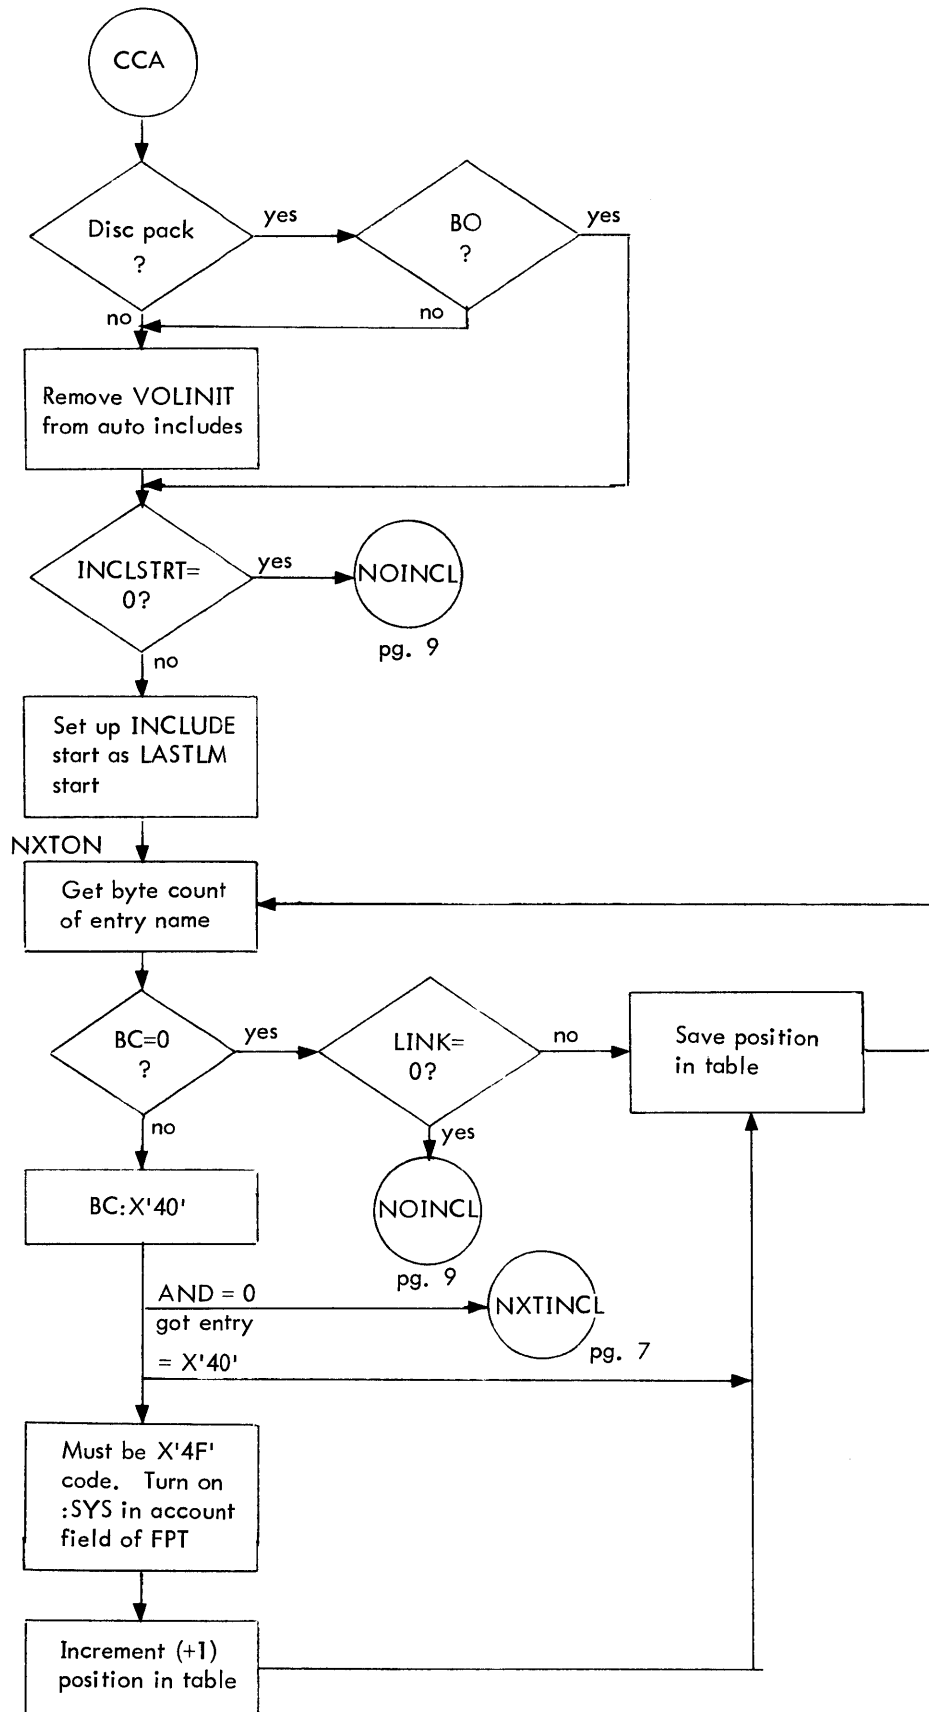 CCA
Disc pack
?
yes
BO
?
yes
no
no
Remove VOLINIT
from auto includes
INCLSTRT=
0?
yes
NOINCL
pg. 9
no
Set up INCLUDE
start as LASTLM
start
NXTON
Get byte count
of entry name
BC=0
?
yes
LINK=
0?
no
Save position
in table
no
yes
BC:X'40'
NOINCL
pg. 9
AND = 0
got entry
NXTINCL
pg. 7
= X'40'
Must be X'4F'
code. Turn on
:SYS in account
field of FPT
Increment (+1)
position in table